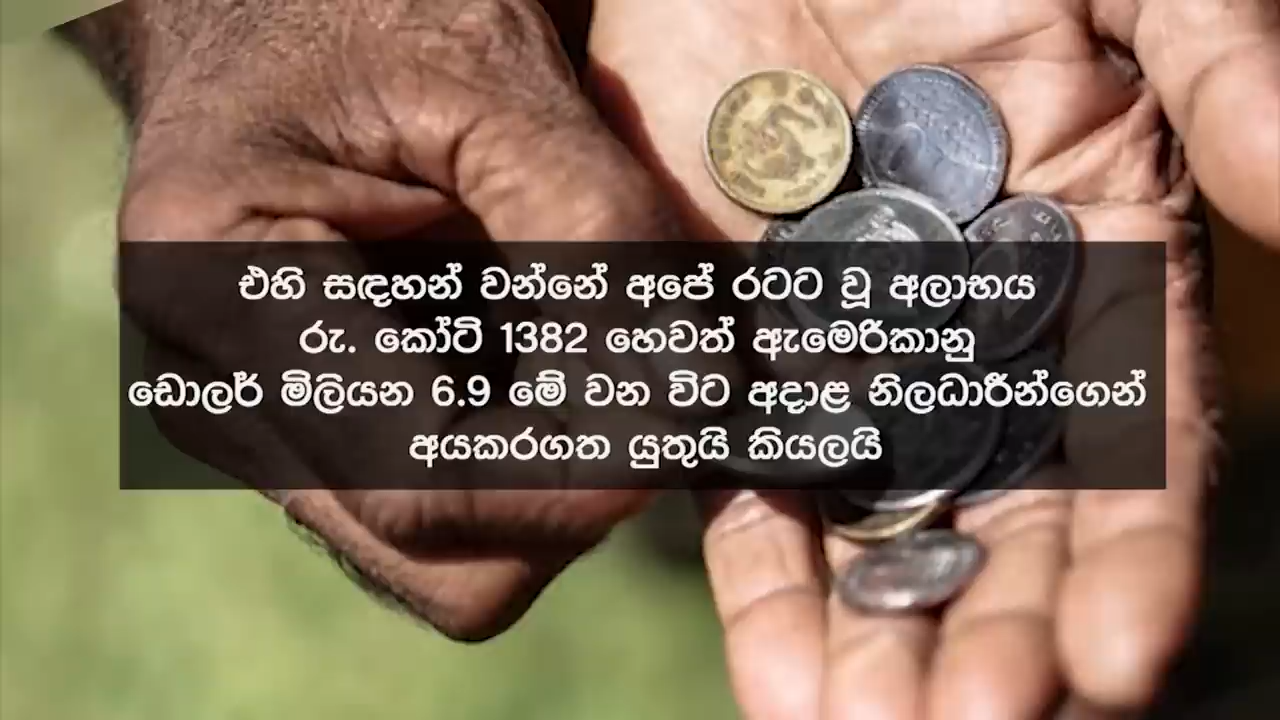 එහි සඳහන් වන්නේ අපේ රටට වූ අලාභය
රු. කෝටි 1382 හෙවත් ඇමෙරිකානු
ඩොලර් මිලියන 6.9 මේ වන විට අදාළ නිලධාරීන්ගෙන්
අයකරගත යුතුයි කියලයි